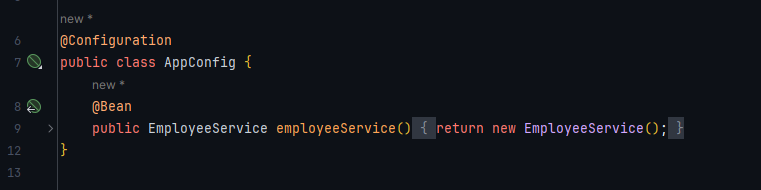 new *
6 @Configuration
7 public class AppConfig {
new *
8 @Bean
9 public EmployeeService employeeService() { return new EmployeeService(); }
12 }
13